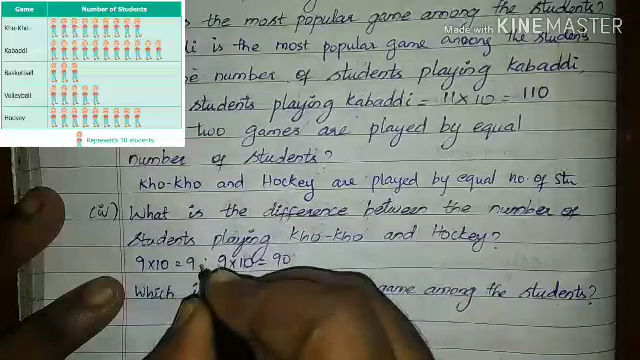 Game Number of Students
Kho-Kho
Kabaddi
Basketball
Volleyball
Hockey
Represents 10 students
Made with KINEMASTER
the most popular game among the students
is the most popular game among the students
number of students playing kabaddi,
students playing kabaddi = 11 × 10 = 110
two games are played by equal
number of students?
Kho-kho and Hockey are played by equal no. of stu
(iv) What is the difference between the number of
students playing kho-kho and Hockey?
9×10 = 9 9×10 = 90
Which game among the students?